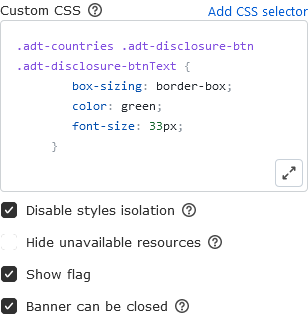 Custom CSS ? Add CSS selector
.adt-countries .adt-disclosure-btn
.adt-disclosure-btnText {
box-sizing: border-box;
color: green;
font-size: 33px;
}
Disable styles isolation ?
Hide unavailable resources ?
Show flag
Banner can be closed ?